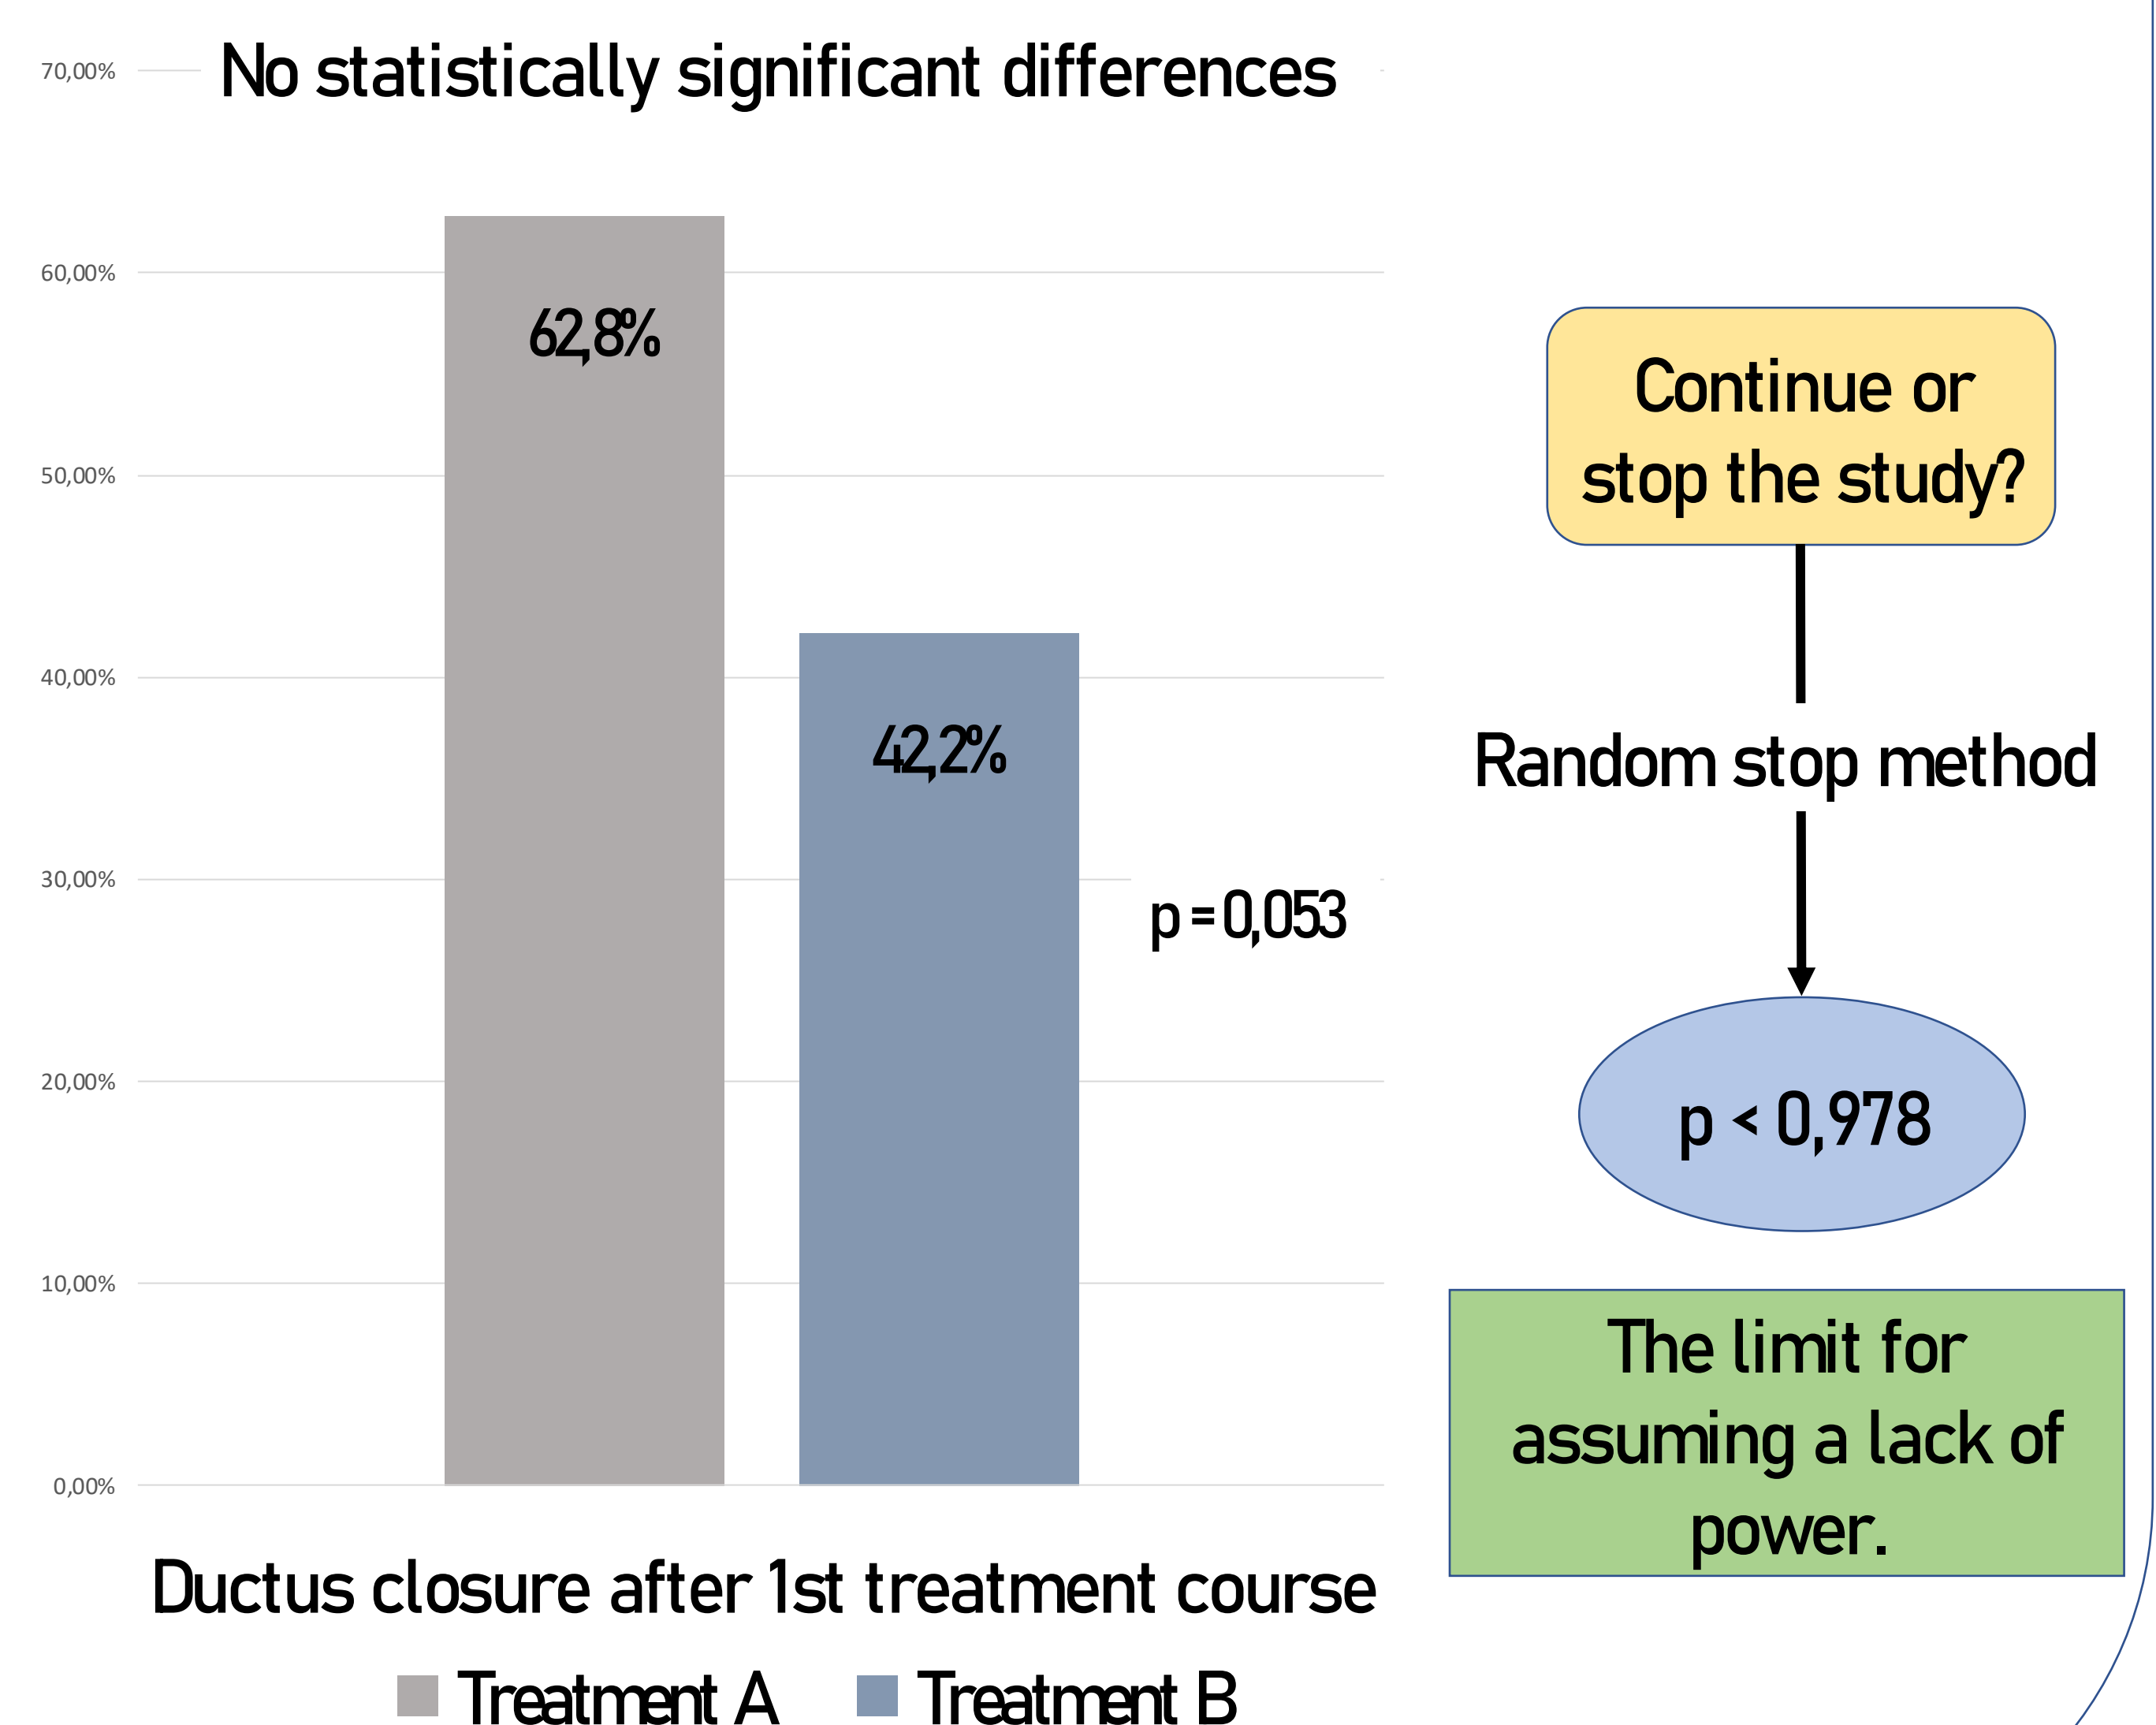 No statistically significant differences
70,00%
60,00%
50,00%
40,00%
30,00%
20,00%
10,00%
0,00%
62,8%
42,2%
p = 0,053
Ductus closure after 1st treatment course
Treatment A
Treatment B
Continue or
stop the study?
Random stop method
p < 0,978
The limit for
assuming a lack of
power.